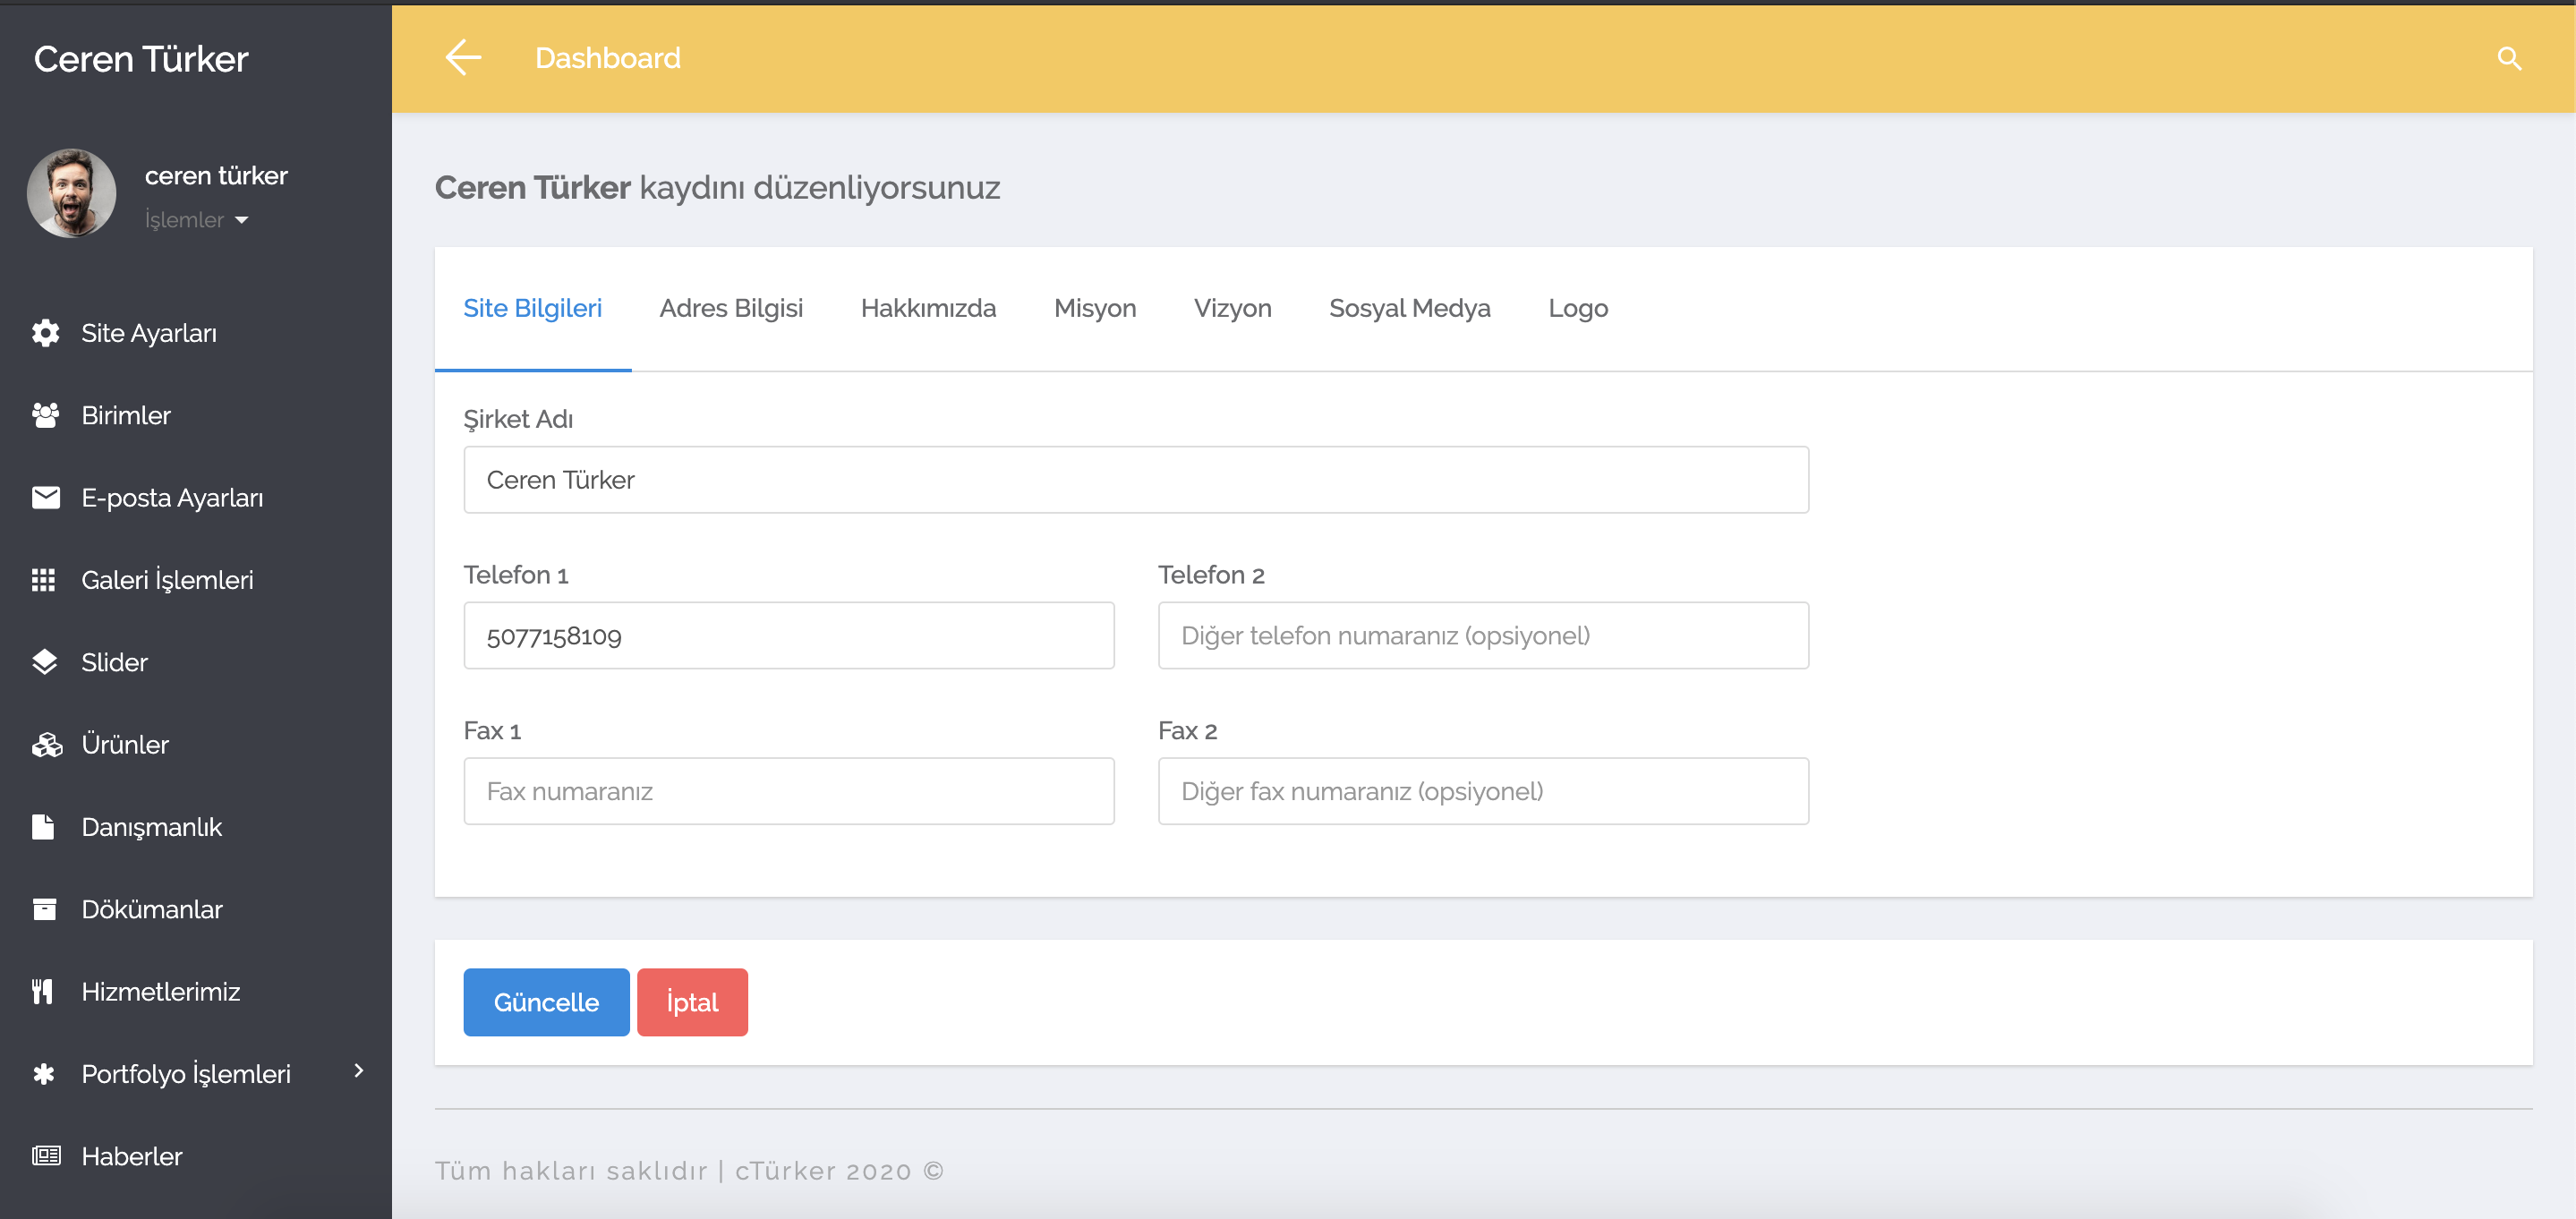 Ceren Türker
ceren türker
İşlemler
Site Ayarları
Birimler
E-posta Ayarları
Galeri İşlemleri
Slider
Ürünler
Danışmanlık
Dökümanlar
Hizmetlerimiz
Portfolyo İşlemleri
Haberler
Dashboard
Ceren Türker kaydını düzenliyorsunuz
Site Bilgileri Adres Bilgisi Hakkımızda Misyon Vizyon Sosyal Medya Logo
Şirket Adı
Ceren Türker
Telefon 1 Telefon 2
5077158109 Diğer telefon numaranız (opsiyonel)
Fax 1 Fax 2
Fax numaranız Diğer fax numaranız (opsiyonel)
Güncelle İptal
Tüm hakları saklıdır | cTürker 2020 ©